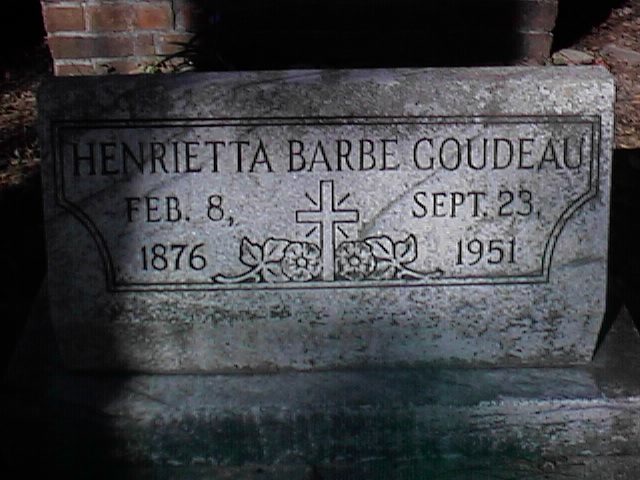 HENRIETTA BARBE GOUDEAU
FEB. 8, SEPT. 23,
1876 1951